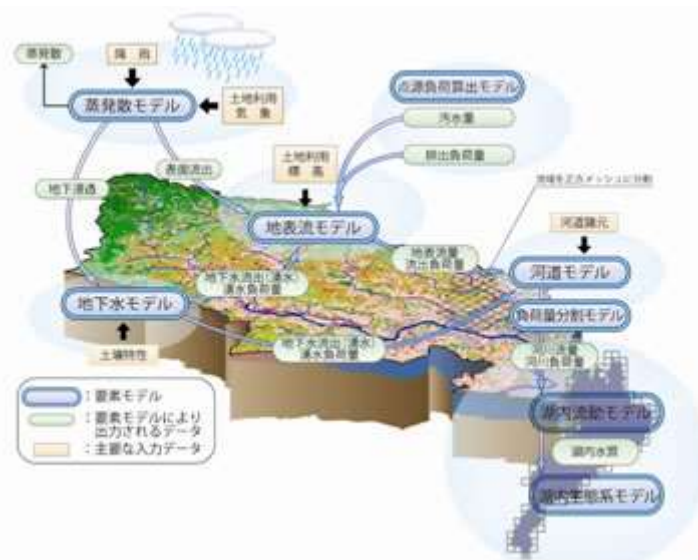 蒸発散
降雨
蒸発散モデル
土地利用
気象
点源負荷算出モデル
汚水量
排出負荷量
土地利用
標高
表面流出
地下浸透
地域を正方メッシュに分割
地表流モデル
河道諸元
地表流量
流出負荷量
河道モデル
地下水流出(湧水)
湧水負荷量
地下水モデル
負荷量分割モデル
地下水流出(湧水)
湧水負荷量
河川流量
河川負荷量
土壌特性
:要素モデル
:要素モデルにより
出力されるデータ
:主要な入力データ
湖内流動モデル
湖内水質
湖内生態系モデル